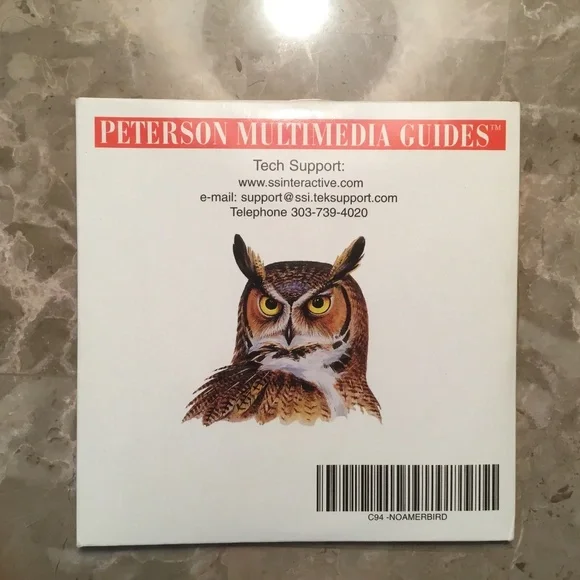 PETERSON MULTIMEDIA GUIDES™
Tech Support:
www.ssinteractive.com
e-mail: support@ssi.teksupport.com
Telephone 303-739-4020
C94 -NOAMERBIRD